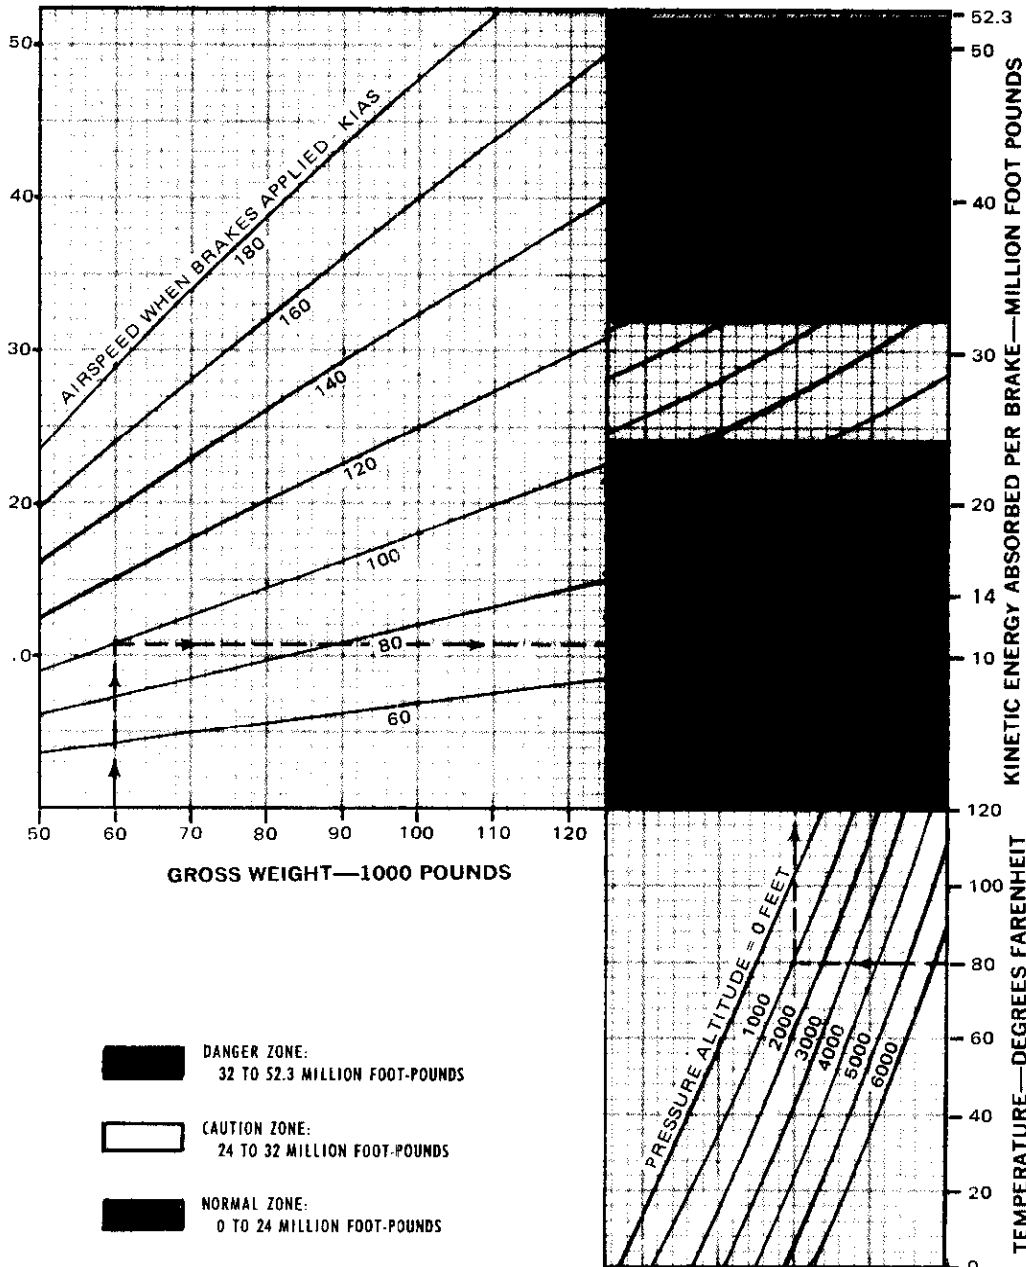 52.3
50
50
40
40
30
30
20
20
14
.0
10
AIRSPEED WHEN BRAKES APPLIED - KIAS
180
160
140
120
100
80
60
50 60 70 80 90 100 110 120
GROSS WEIGHT—1000 POUNDS
KINETIC ENERGY ABSORBED PER BRAKE—MILLION FOOT POUNDS
120
100
80
60
40
20
0
TEMPERATURE—DEGREES FARENHEIT
PRESSURE ALTITUDE = 0 FEET
1000
2000
3000
4000
5000
6000
DANGER ZONE:
32 TO 52.3 MILLION FOOT-POUNDS
CAUTION ZONE:
24 TO 32 MILLION FOOT-POUNDS
NORMAL ZONE:
0 TO 24 MILLION FOOT-POUNDS